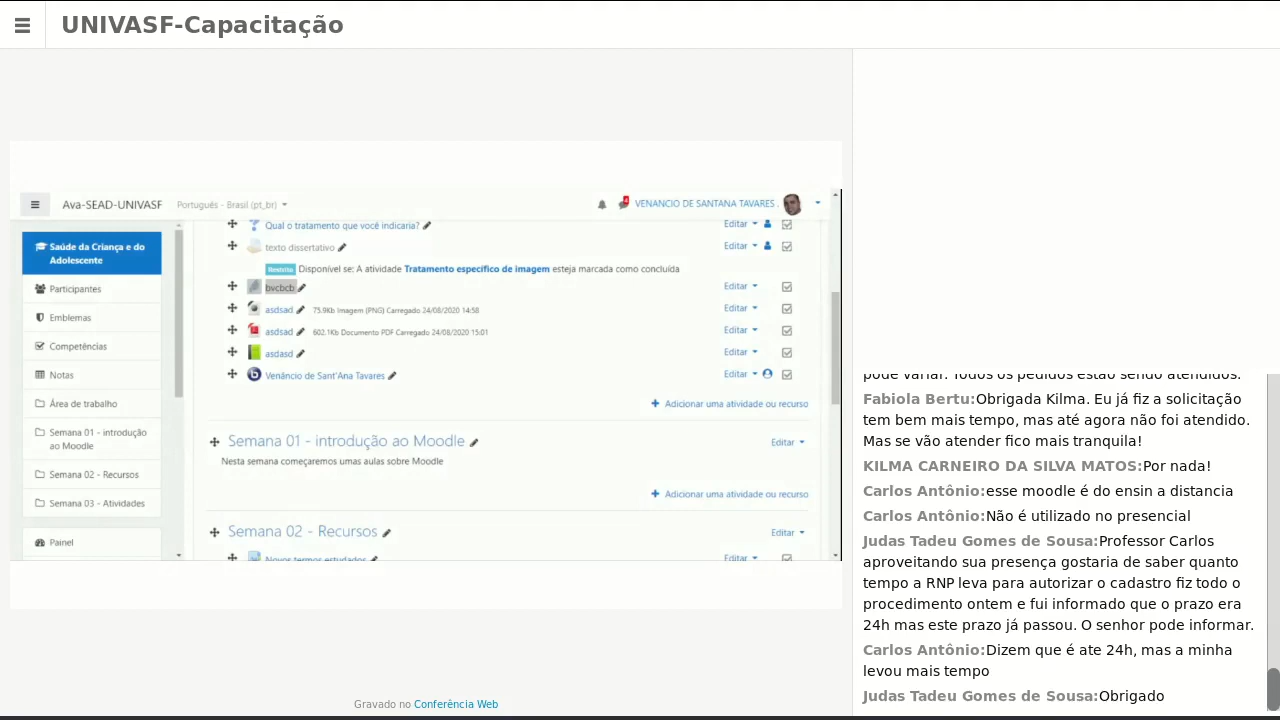 UNIVASF-Capacitação
Ava-SEAD-UNIVASF
Português - Brasil (pt_br)
4
VENANCIO DE SANTANA TAVARES .
Saúde da Criança e do
Adolescente
Participantes
Emblemas
Competências
Notas
Área de trabalho
Semana 01 - introdução
ao Moodle
Semana 02 - Recursos
Semana 03 - Atividades
Painel
Qual o tratamento que você indicaria? Editar
texto dissertativo Editar
Restrito Disponível se: A atividade Tratamento específico de imagem esteja marcada como concluída
bvcbcb Editar
asdsad 75.9Kb Imagem (PNG) Carregado 24/08/2020 14:58 Editar
asdsad 602.1Kb Documento PDF Carregado 24/08/2020 15:01 Editar
asdasd Editar
Venâncio de Sant'Ana Tavares Editar
Adicionar uma atividade ou recurso
Semana 01 - introdução ao Moodle Editar
Nesta semana começaremos umas aulas sobre Moodle
Adicionar uma atividade ou recurso
Semana 02 - Recursos Editar
Novos termos estudados Editar
Gravado no Conferência Web
pode variar. Todos os pedidos estão sendo atendidos.
Fabiola Bertu:Obrigada Kilma. Eu já fiz a solicitação
tem bem mais tempo, mas até agora não foi atendido.
Mas se vão atender fico mais tranquila!
KILMA CARNEIRO DA SILVA MATOS:Por nada!
Carlos Antônio:esse moodle é do ensin a distancia
Carlos Antônio:Não é utilizado no presencial
Judas Tadeu Gomes de Sousa:Professor Carlos
aproveitando sua presença gostaria de saber quanto
tempo a RNP leva para autorizar o cadastro fiz todo o
procedimento ontem e fui informado que o prazo era
24h mas este prazo já passou. O senhor pode informar.
Carlos Antônio:Dizem que é ate 24h, mas a minha
levou mais tempo
Judas Tadeu Gomes de Sousa:Obrigado